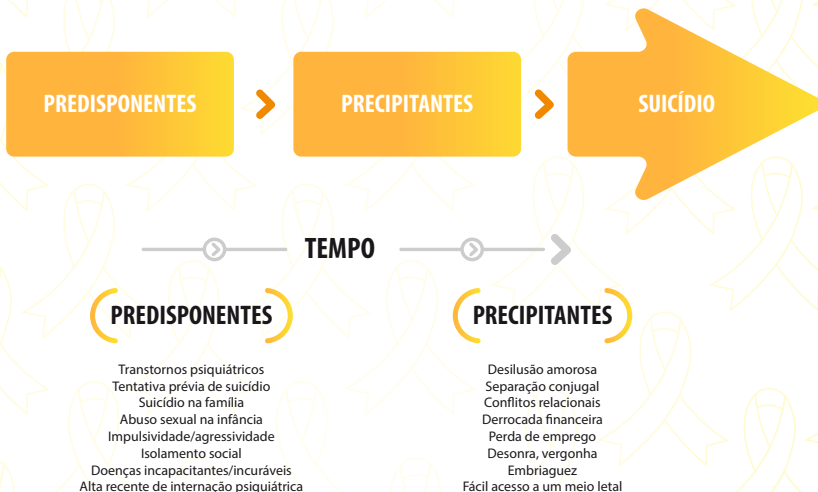 PREDISPONENTES
PRECIPITANTES
SUICÍDIO
TEMPO
PREDISPONENTES
Transtornos psiquiátricos
Tentativa prévia de suicídio
Suicídio na família
Abuso sexual na infância
Impulsividade/agressividade
Isolamento social
Doenças incapacitantes/incuráveis
Alta recente de internação psiquiátrica
PRECIPITANTES
Desilusão amorosa
Separação conjugal
Conflitos relacionais
Derrocada financeira
Perda de emprego
Desonra, vergonha
Embriaguez
Fácil acesso a um meio letal